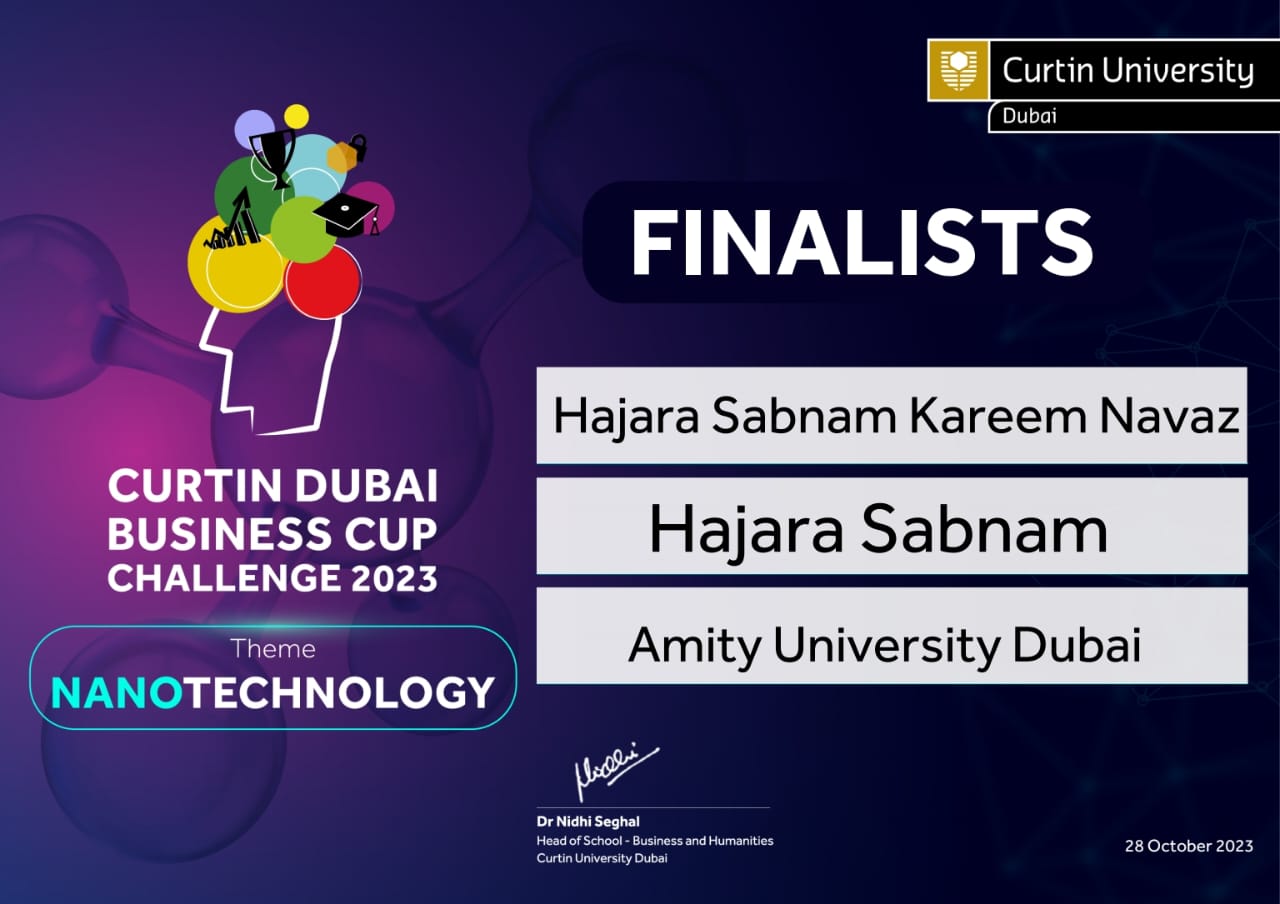 Curtin University
Dubai
FINALISTS
Hajara Sabnam Kareem Navaz
Hajara Sabnam
Amity University Dubai
CURTIN DUBAI
BUSINESS CUP
CHALLENGE 2023
Theme
NANOTECHNOLOGY
Nidhi
Dr Nidhi Seghal
Head of School - Business and Humanities
Curtin University Dubai
28 October 2023